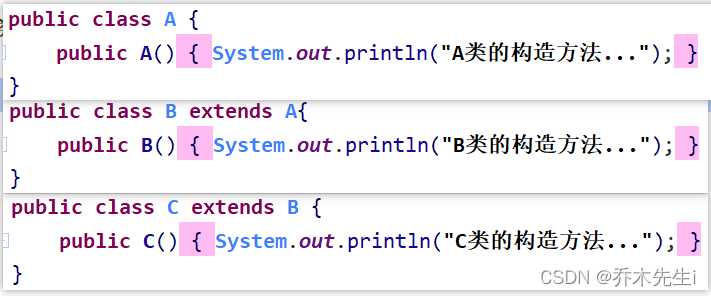 public class A {
public A() { System.out.println("A类的构造方法..."); }
}
public class B extends A{
public B() { System.out.println("B类的构造方法..."); }
}
public class C extends B {
public C() { System.out.println("C类的构造方法..."); }
}
CSDN @乔木先生i